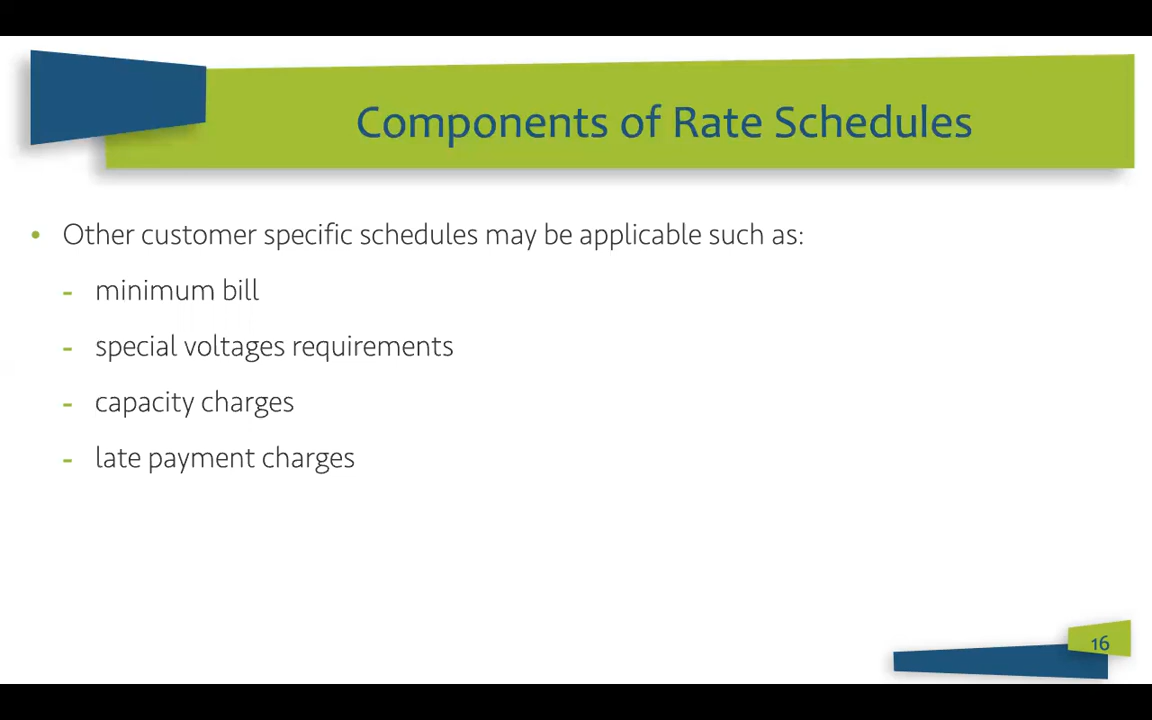 Components of Rate Schedules
• Other customer specific schedules may be applicable such as:
- minimum bill
- special voltages requirements
- capacity charges
- late payment charges
16